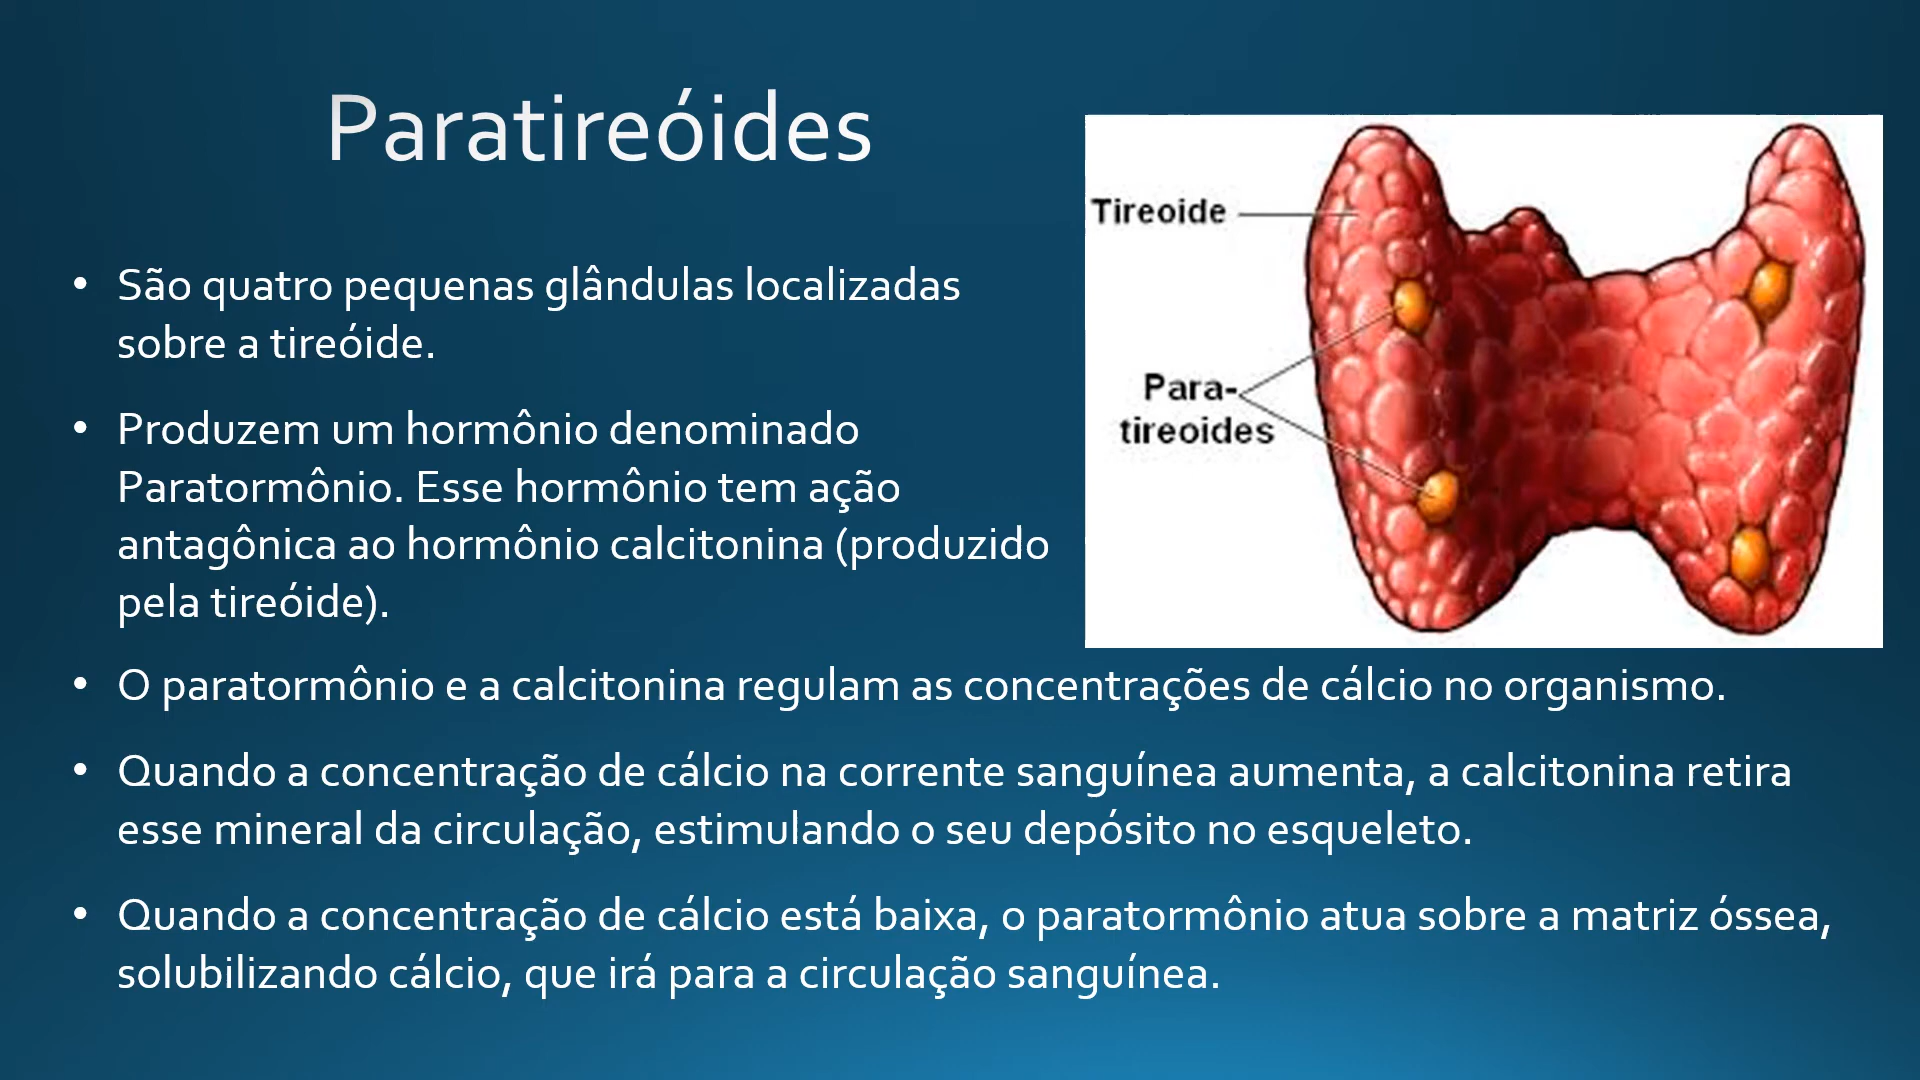 Paratireóides
• São quatro pequenas glândulas localizadas
sobre a tireóide.
• Produzem um hormônio denominado
Paratormônio. Esse hormônio tem ação
antagônica ao hormônio calcitonina (produzido
pela tireóide).
• O paratormônio e a calcitonina regulam as concentrações de cálcio no organismo.
• Quando a concentração de cálcio na corrente sanguínea aumenta, a calcitonina retira
esse mineral da circulação, estimulando o seu depósito no esqueleto.
• Quando a concentração de cálcio está baixa, o paratormônio atua sobre a matriz óssea,
solubilizando cálcio, que irá para a circulação sanguínea.
Tireoide
Para-
tireoides